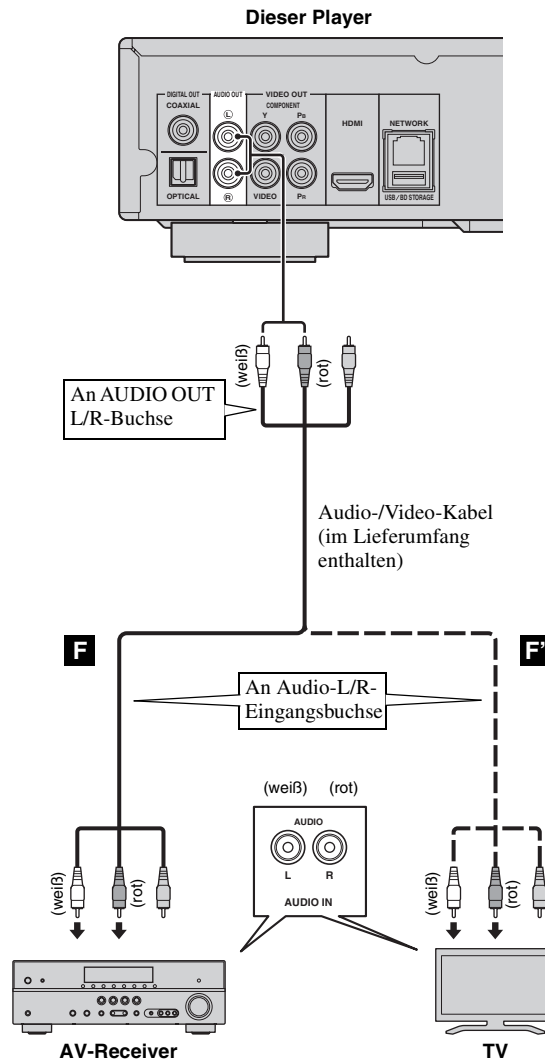 Dieser Player
DIGITAL OUT
COAXIAL
OPTICAL
AUDIO OUT
L
R
VIDEO OUT
COMPONENT
Y
PB
VIDEO
PR
HDMI
NETWORK
USB/BD STORAGE
(weiß)
(rot)
An AUDIO OUT
L/R-Buchse
Audio-/Video-Kabel
(im Lieferumfang
enthalten)
F
F'
An Audio-L/R-
Eingangsbuchse
(weiß) (rot)
AUDIO
L R
AUDIO IN
(weiß)
(rot)
(weiß)
(rot)
AV-Receiver
TV